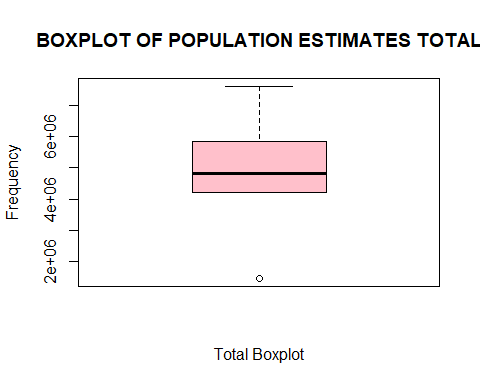 BOXPLOT OF POPULATION ESTIMATES TOTAL
Frequency
6e+06
4e+06
2e+06
Total Boxplot